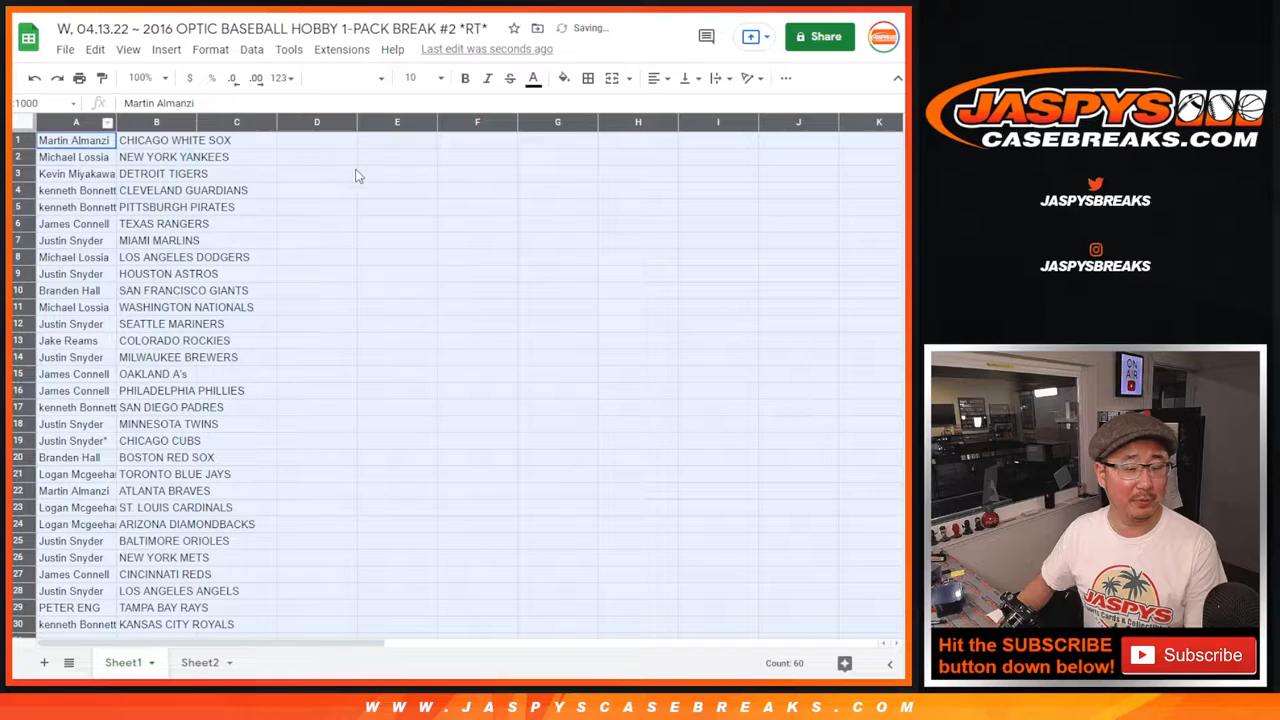 W, 04.13.22 ~ 2016 OPTIC BASEBALL HOBBY 1-PACK BREAK #2 *RT*
Saving...
Share
File Edit View Insert Format Data Tools Extensions Help Last edit was seconds ago
100% $ % .0 .00 123 10 B I S A
:1000 fx Martin Almanzi
A B C D E F G H I J K
1 Martin Almanzi CHICAGO WHITE SOX
2 Michael Lossia NEW YORK YANKEES
3 Kevin Miyakawa DETROIT TIGERS
4 kenneth Bonnett CLEVELAND GUARDIANS
5 kenneth Bonnett PITTSBURGH PIRATES
6 James Connell TEXAS RANGERS
7 Justin Snyder MIAMI MARLINS
8 Michael Lossia LOS ANGELES DODGERS
9 Justin Snyder HOUSTON ASTROS
10 Branden Hall SAN FRANCISCO GIANTS
11 Michael Lossia WASHINGTON NATIONALS
12 Justin Snyder SEATTLE MARINERS
13 Jake Reams COLORADO ROCKIES
14 Justin Snyder MILWAUKEE BREWERS
15 James Connell OAKLAND A's
16 James Connell PHILADELPHIA PHILLIES
17 kenneth Bonnett SAN DIEGO PADRES
18 Justin Snyder MINNESOTA TWINS
19 Justin Snyder* CHICAGO CUBS
20 Branden Hall BOSTON RED SOX
21 Logan Mcgeehan TORONTO BLUE JAYS
22 Martin Almanzi ATLANTA BRAVES
23 Logan Mcgeehan ST. LOUIS CARDINALS
24 Logan Mcgeehan ARIZONA DIAMONDBACKS
25 Justin Snyder BALTIMORE ORIOLES
26 Justin Snyder NEW YORK METS
27 James Connell CINCINNATI REDS
28 Justin Snyder LOS ANGELES ANGELS
29 PETER ENG TAMPA BAY RAYS
30 kenneth Bonnett KANSAS CITY ROYALS
Sheet1 Sheet2 Count: 60
JASPYS
CASEBREAKS.COM
JASPYSBREAKS
JASPYSBREAKS
ON
AIR
JASPYS
Hit the SUBSCRIBE
button down below!
Subscribe
WWW.JASPYSCASEBREAKS.COM